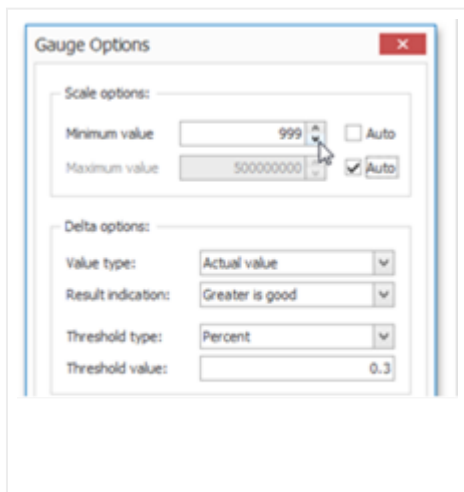 Gauge Options
Scale options:
Minimum value 999 Auto
Maximum value 500000000 Auto
Delta options:
Value type: Actual value
Result indication: Greater is good
Threshold type: Percent
Threshold value: 0.3